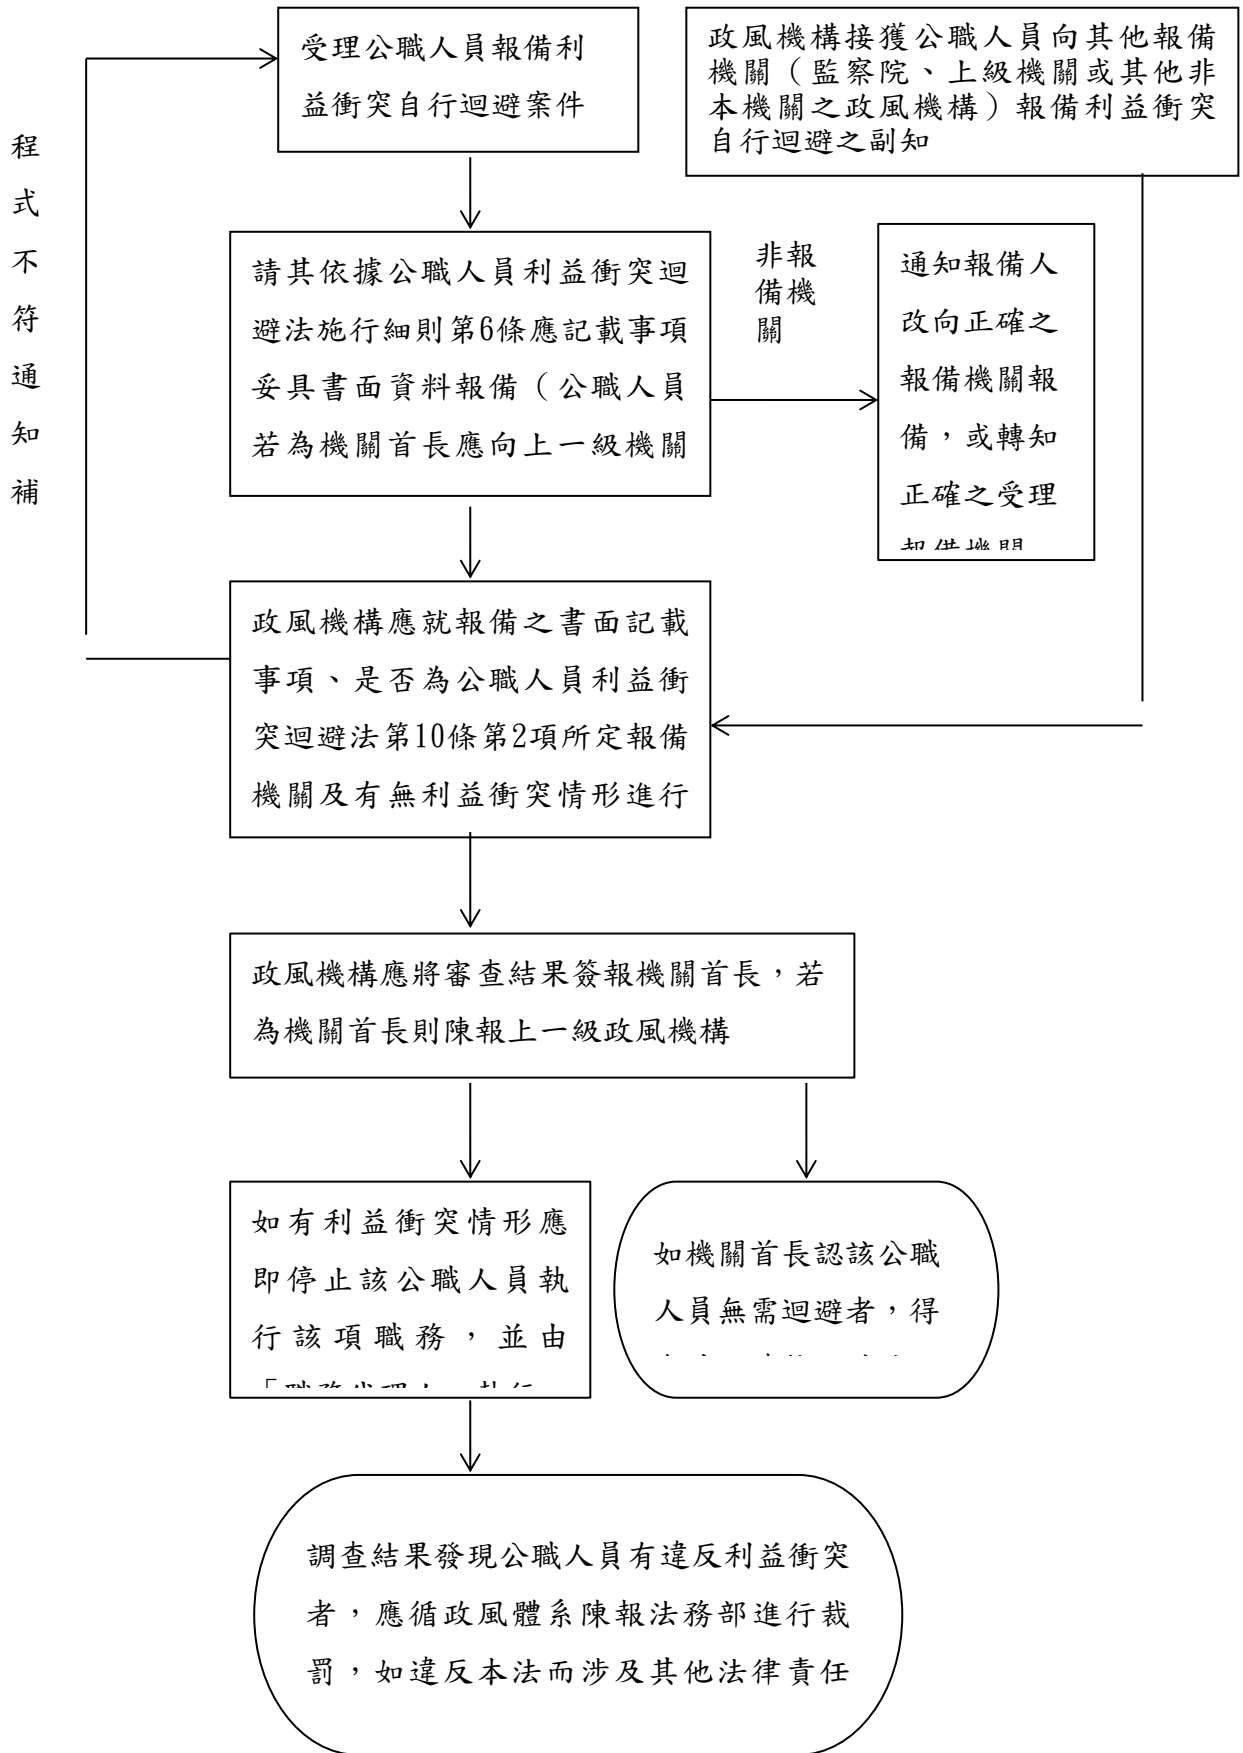 受理公職人員報備利
益衝突自行迴避案件
政風機構接獲公職人員向其他報備
機關（監察院、上級機關或其他非
本機關之政風機構）報備利益衝突
自行迴避之副知
程式不符通知補
請其依據公職人員利益衝突迴
避法施行細則第6條應記載事項
妥具書面資料報備（公職人員
若為機關首長應向上一級機關
非報
備機
關
通知報備人
改向正確之
報備機關報
備，或轉知
正確之受理
報備機關
政風機構應就報備之書面記載
事項、是否為公職人員利益衝
突迴避法第10條第2項所定報備
機關及有無利益衝突情形進行
政風機構應將審查結果簽報機關首長，若
為機關首長則陳報上一級政風機構
如有利益衝突情形應
即停止該公職人員執
行該項職務，並由
「職務代理人」執行
如機關首長認該公職
人員無需迴避者，得
調查結果發現公職人員有違反利益衝突
者，應循政風體系陳報法務部進行裁
罰，如違反本法而涉及其他法律責任